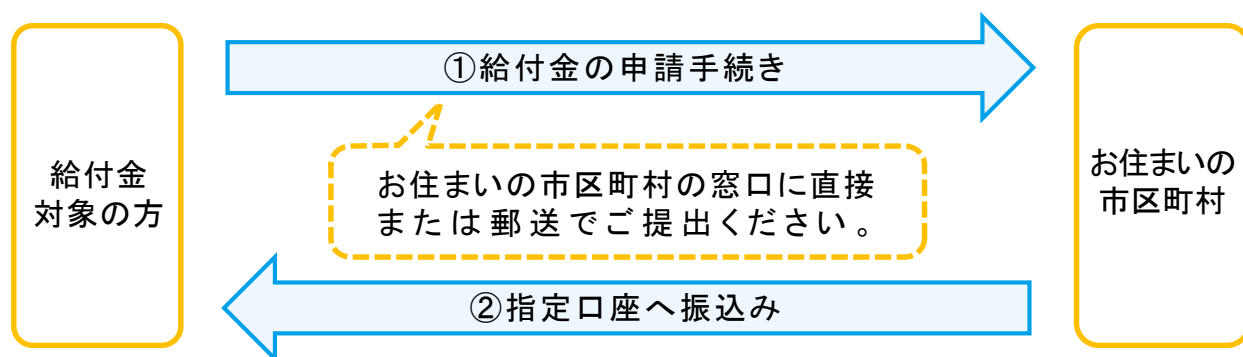 給付金
対象の方
①給付金の申請手続き
お住まいの市区町村の窓口に直接
または郵送でご提出ください。
②指定口座へ振込み
お住まいの
市区町村